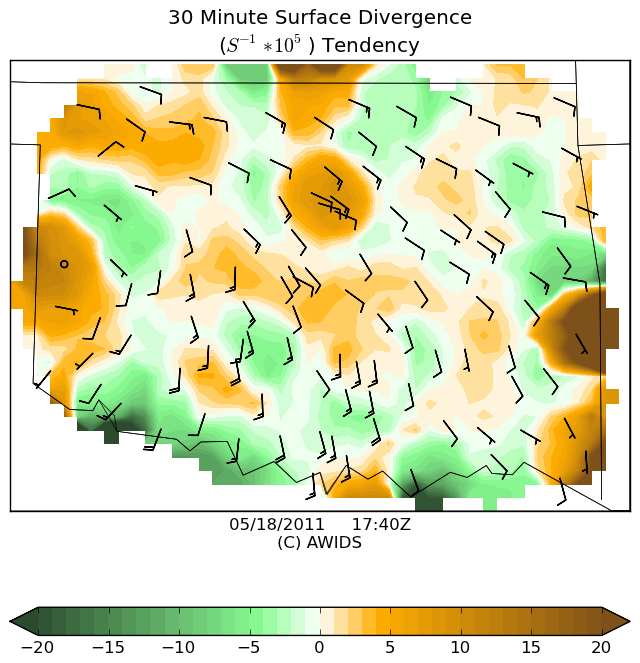 30 Minute Surface Divergence
(S⁻¹ * 10⁵ ) Tendency
05/18/2011 17:40Z
(C) AWIDS
−20 −15 −10 −5 0 5 10 15 20